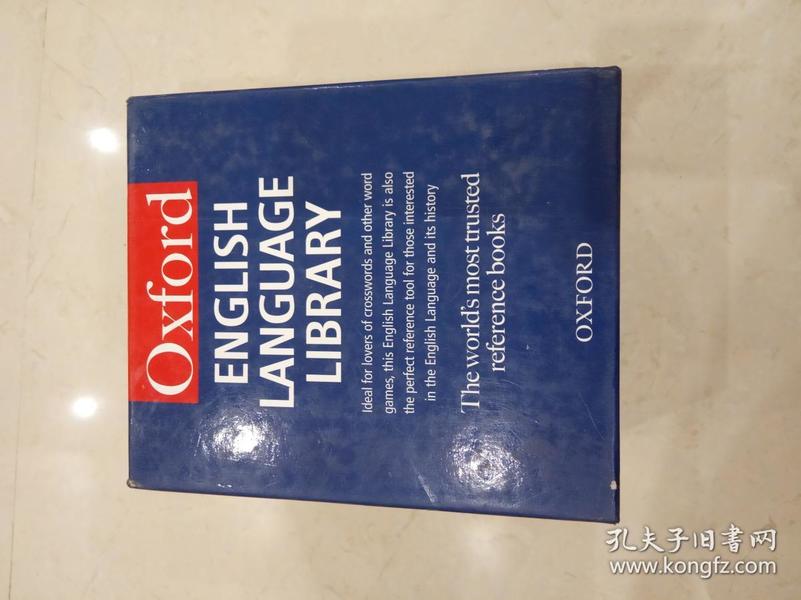 Oxford
ENGLISH
LANGUAGE
LIBRARY
Ideal for lovers of crosswords and other word
games, this English Language Library is also
the perfect reference tool for those interested
in the English Language and its history
The world's most trusted
reference books
OXFORD
孔夫子旧书网
www.kongfz.com